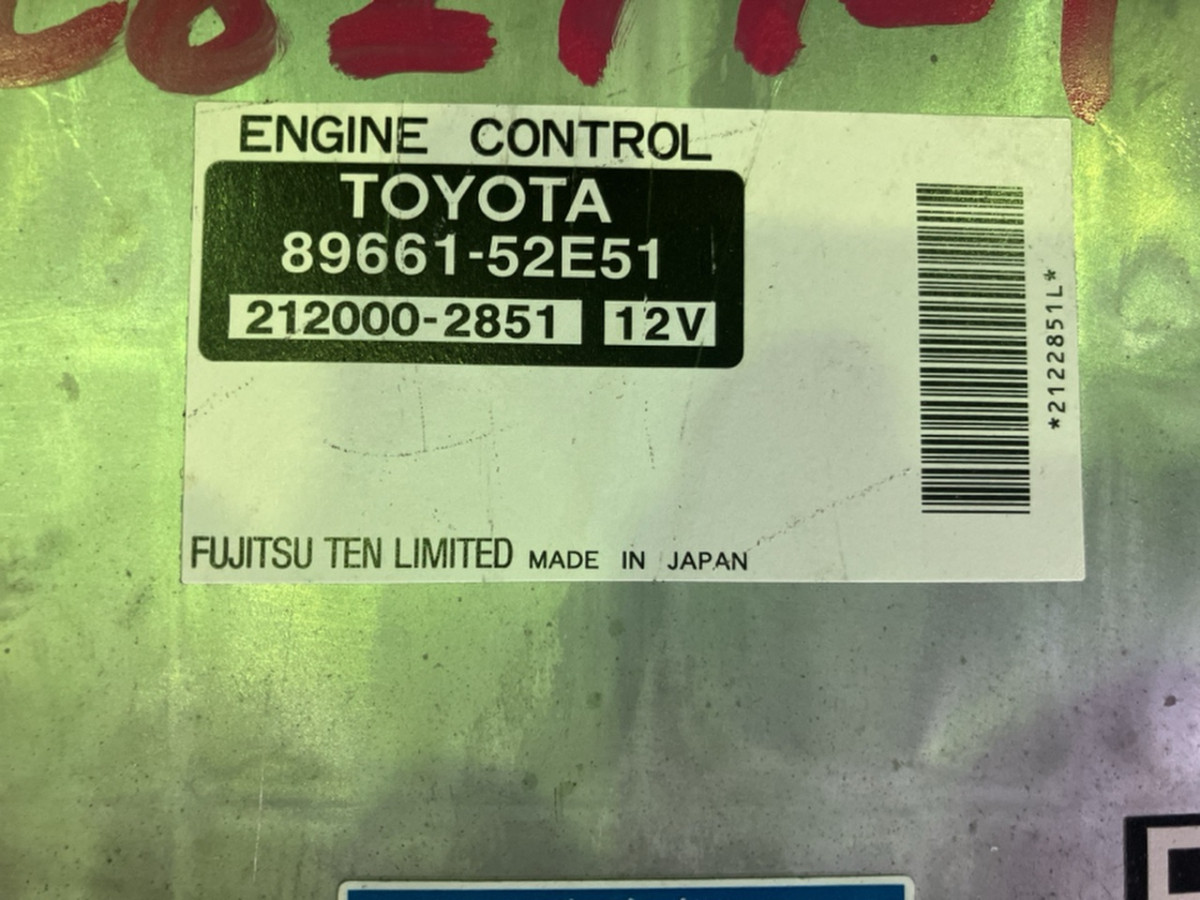 ENGINE CONTROL
TOYOTA
89661-52E51
212000-2851 12V
*2122851L*
FUJITSU TEN LIMITED MADE IN JAPAN